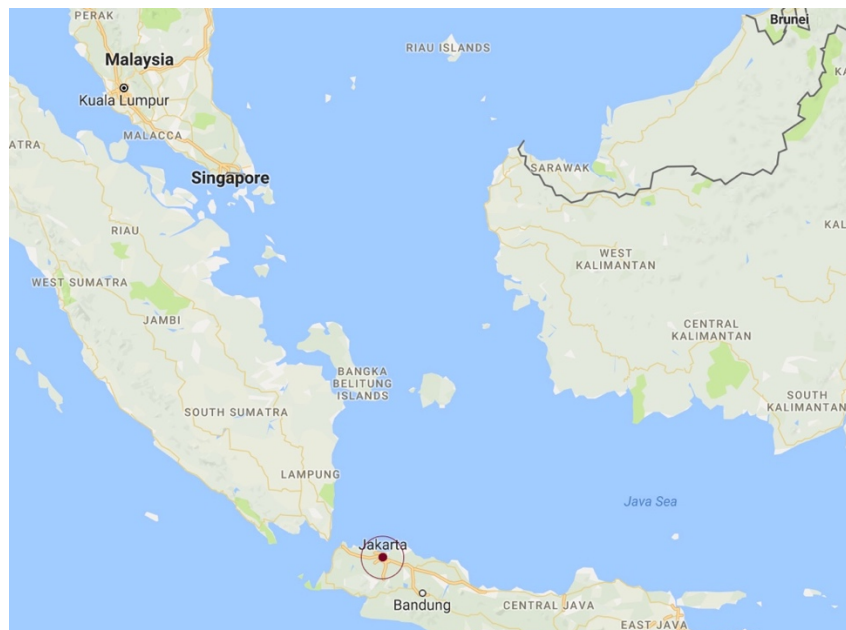 PERAK
Brunei
Malaysia
RIAU ISLANDS
Kuala Lumpur
MALACCA
ATRA
SARAWAK
Singapore
RIAU
WEST
KALIMANTAN
WEST SUMATRA
JAMBI
CENTRAL
KALIMANTAN
BANGKA
BELITUNG
ISLANDS
SOUTH
KALIMANTAN
SOUTH SUMATRA
LAMPUNG
Java Sea
Jakarta
Bandung
CENTRAL JAVA
EAST JAVA